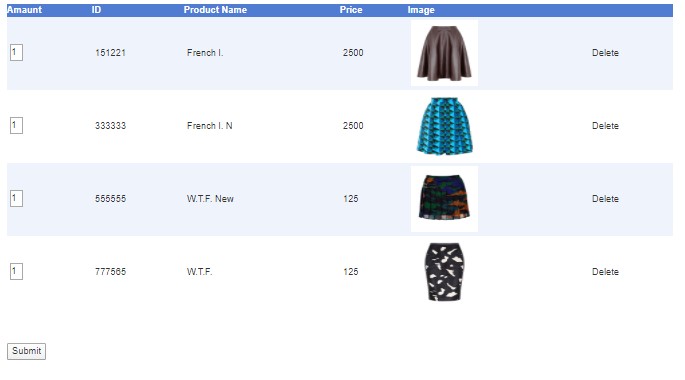 Amaunt ID Product Name Price Image
1 151221 French I. 2500 Delete
1 333333 French I. N 2500 Delete
1 555555 W.T.F. New 125 Delete
1 777565 W.T.F. 125 Delete
Submit